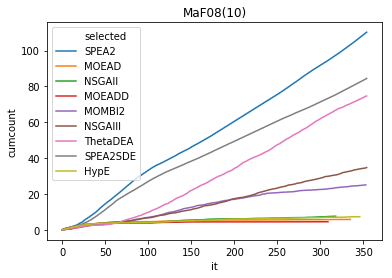 MaF08(10)
selected
SPEA2
MOEAD
NSGAII
MOEADD
MOMBI2
NSGAIII
ThetaDEA
SPEA2SDE
HypE
cumcount
100
80
60
40
20
0
0 50 100 150 200 250 300 350
it